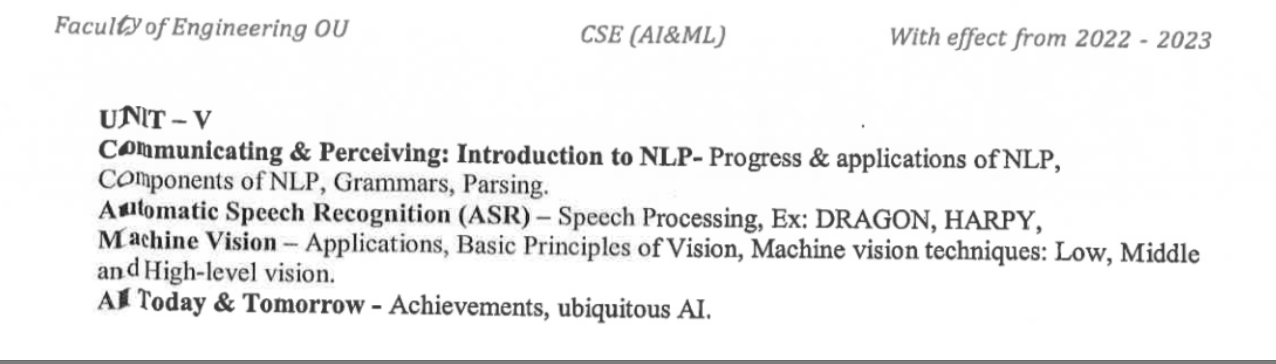 Faculty of Engineering OU CSE (AI&ML) With effect from 2022 - 2023
UNIT – V
Communicating & Perceiving: Introduction to NLP- Progress & applications of NLP,
Components of NLP, Grammars, Parsing.
Automatic Speech Recognition (ASR) – Speech Processing, Ex: DRAGON, HARPY,
Machine Vision – Applications, Basic Principles of Vision, Machine vision techniques: Low, Middle
and High-level vision.
AI Today & Tomorrow - Achievements, ubiquitous AI.